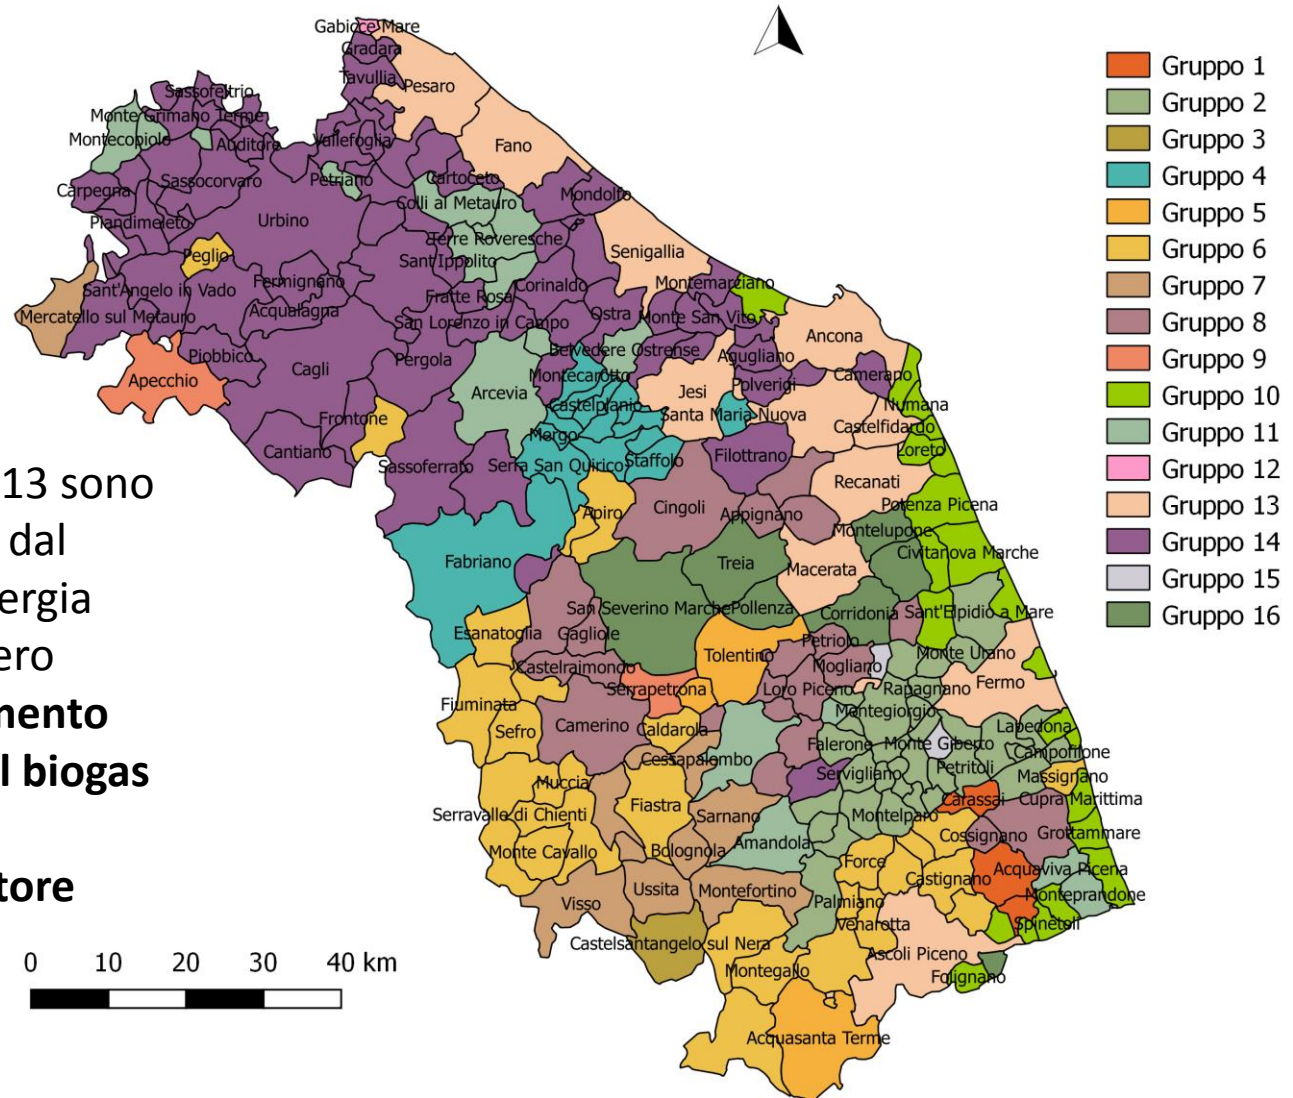 Gabicce Mare
Gradara
Tavullia
Pesaro
Sassofeltrio
Monte Grimano Terme
Montecopiolo
Auditore
Vallefoglia
Fano
Carpegna
Sassocorvaro
Petriano
Cartoceto
Mondolfo
Colli al Metauro
Piandimeleto
Urbino
Terre Roveresche
Senigallia
Peglio
Sant'Ippolito
Sant'Angelo in Vado
Fermignano
Corinaldo
Montemarciano
Fratte Rosa
Mercatello sul Metauro
Acqualagna
San Lorenzo in Campo
Ostra
Monte San Vito
Ancona
Piobbico
Pergola
Belvedere Ostrense
Agugliano
Apecchio
Cagli
Montecarotto
Camerano
Arcevia
Jesi
Polverigi
Castelplanio
Numana
Frontone
Santa Maria Nuova
Castelfidardo
Mergo
Cantiano
Loreto
Sassoferrato
Serra San Quirico
Staffolo
Filottrano
Recanati
Cingoli
Potenza Picena
Apiro
Appignano
Montelupone
Fabriano
Treia
Civitanova Marche
Macerata
San Severino Marche
Pollenza
Corridonia
Sant'Elpidio a Mare
Esanatoglia
Gagliole
Petriolo
Tolentino
Monte Urano
Castelraimondo
Mogliano
Serrapetrona
Loro Piceno
Rapagnano
Fermo
Fiuminata
Montegiorgio
Sefro
Camerino
Caldarola
Lapedona
Falerone
Monte Giberto
Campofilone
Cessapalombo
Servigliano
Petritoli
Massignano
Muccia
Carassai
Cupra Marittima
Serravalle di Chienti
Fiastra
Sarnano
Montelparo
Cossignano
Grottammare
Monte Cavallo
Bolognola
Amandola
Force
Castignano
Acquaviva Picena
Visso
Ussita
Montefortino
Palmiano
Monteprandone
Venarotta
Spinetoli
Castelsantangelo sul Nera
Ascoli Piceno
Montegallo
Folignano
Acquasanta Terme
Gruppo 1
Gruppo 2
Gruppo 3
Gruppo 4
Gruppo 5
Gruppo 6
Gruppo 7
Gruppo 8
Gruppo 9
Gruppo 10
Gruppo 11
Gruppo 12
Gruppo 13
Gruppo 14
Gruppo 15
Gruppo 16
13 sono
dal
ergia
ero
mento
l biogas
tore
0 10 20 30 40 km